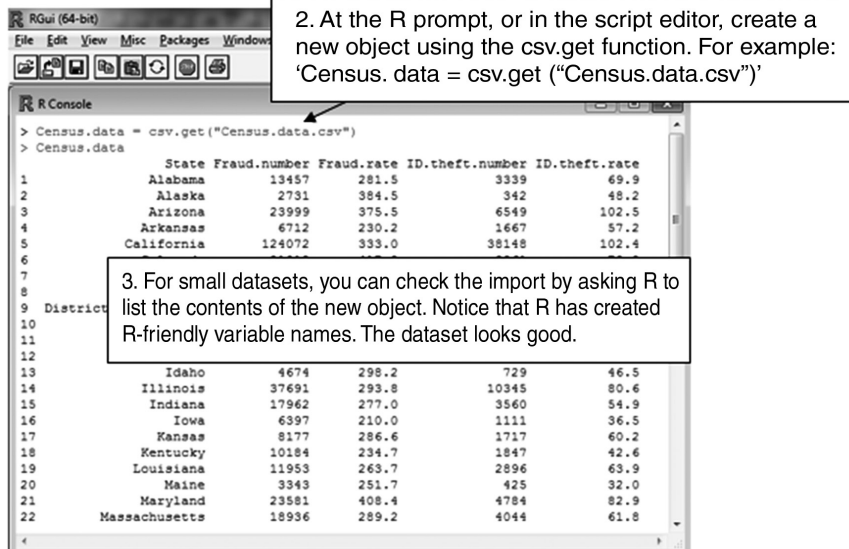 RGui (64-bit)
File Edit View Misc Packages Windows
2. At the R prompt, or in the script editor, create a
new object using the csv.get function. For example:
‘Census. data = csv.get (“Census.data.csv”)’
R Console
> Census.data = csv.get("Census.data.csv")
> Census.data
State Fraud.number Fraud.rate ID.theft.number ID.theft.rate
1 Alabama 13457 281.5 3339 69.9
2 Alaska 2731 384.5 342 48.2
3 Arizona 23999 375.5 6549 102.5
4 Arkansas 6712 230.2 1667 57.2
5 California 124072 333.0 38148 102.4
6
7
8
9 District
10
11
12
3. For small datasets, you can check the import by asking R to
list the contents of the new object. Notice that R has created
R-friendly variable names. The dataset looks good.
13 Idaho 4674 298.2 729 46.5
14 Illinois 37691 293.8 10345 80.6
15 Indiana 17962 277.0 3560 54.9
16 Iowa 6397 210.0 1111 36.5
17 Kansas 8177 286.6 1717 60.2
18 Kentucky 10184 234.7 1847 42.6
19 Louisiana 11953 263.7 2896 63.9
20 Maine 3343 251.7 425 32.0
21 Maryland 23581 408.4 4784 82.9
22 Massachusetts 18936 289.2 4044 61.8